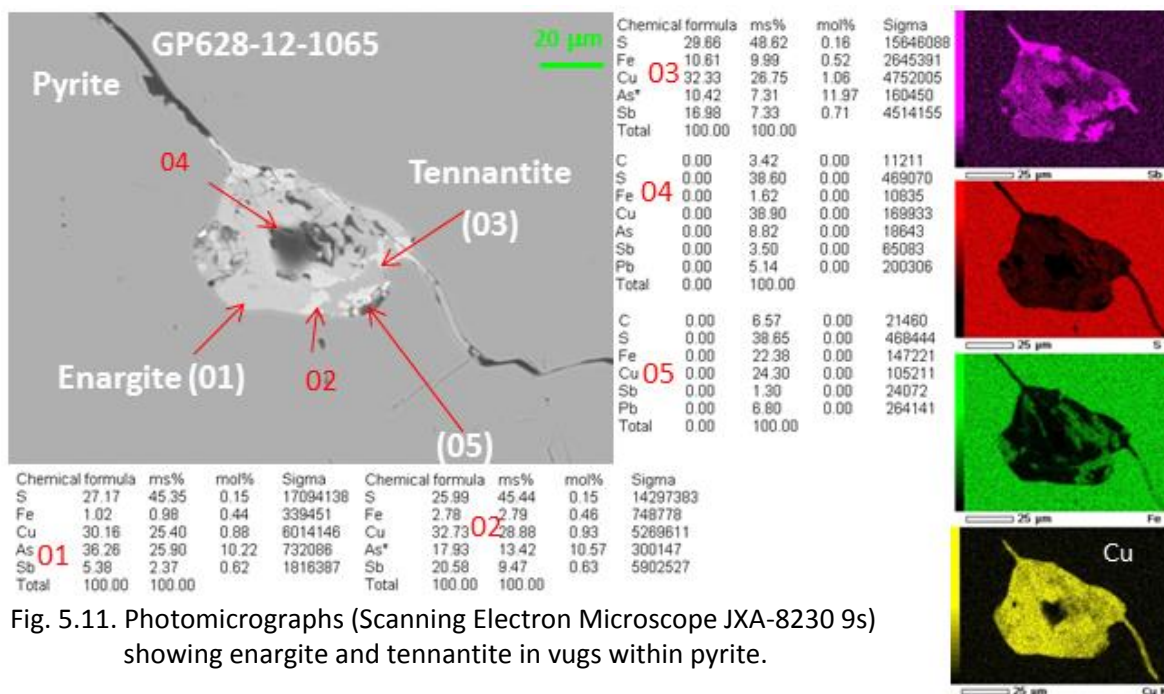 GP628-12-1065
20 µm
Pyrite
04
Tennantite
(03)
Enargite (01)
02
(05)
Chemical formula ms% mol% Sigma
S 29.66 48.62 0.16 15646088
Fe 10.61 9.99 0.52 2645391
03
Cu 32.33 26.75 1.06 4752005
As* 10.42 7.31 11.97 160450
Sb 16.98 7.33 0.71 4514155
Total 100.00 100.00
C 0.00 3.42 0.00 11211
S 0.00 38.60 0.00 469070
Fe 0.00 1.62 0.00 10835
04
Cu 0.00 38.90 0.00 169933
As 0.00 8.82 0.00 18643
Sb 0.00 3.50 0.00 65083
Pb 0.00 5.14 0.00 200306
Total 0.00 100.00
C 0.00 6.57 0.00 21460
S 0.00 38.65 0.00 468444
Fe 0.00 22.38 0.00 147221
Cu 0.00 24.30 0.00 105211
05
Sb 0.00 1.30 0.00 24072
Pb 0.00 6.80 0.00 264141
Total 0.00 100.00
Chemical formula ms% mol% Sigma
S 27.17 45.35 0.15 17094138
Fe 1.02 0.98 0.44 339451
Cu 30.16 25.40 0.88 6014146
As 36.26 25.90 10.22 732086
01
Sb 5.38 2.37 0.62 1816387
Total 100.00 100.00
Chemical formula ms% mol% Sigma
S 25.99 45.44 0.15 14297383
Fe 2.78 2.79 0.46 748778
02
Cu 32.73 28.88 0.93 5269611
As* 17.93 13.42 10.57 300147
Sb 20.58 9.47 0.63 5902527
Total 100.00 100.00
25 µm Sb
25 µm S
25 µm Fe
Cu
25 µm Cu
Fig. 5.11. Photomicrographs (Scanning Electron Microscope JXA-8230 9s)
showing enargite and tennantite in vugs within pyrite.